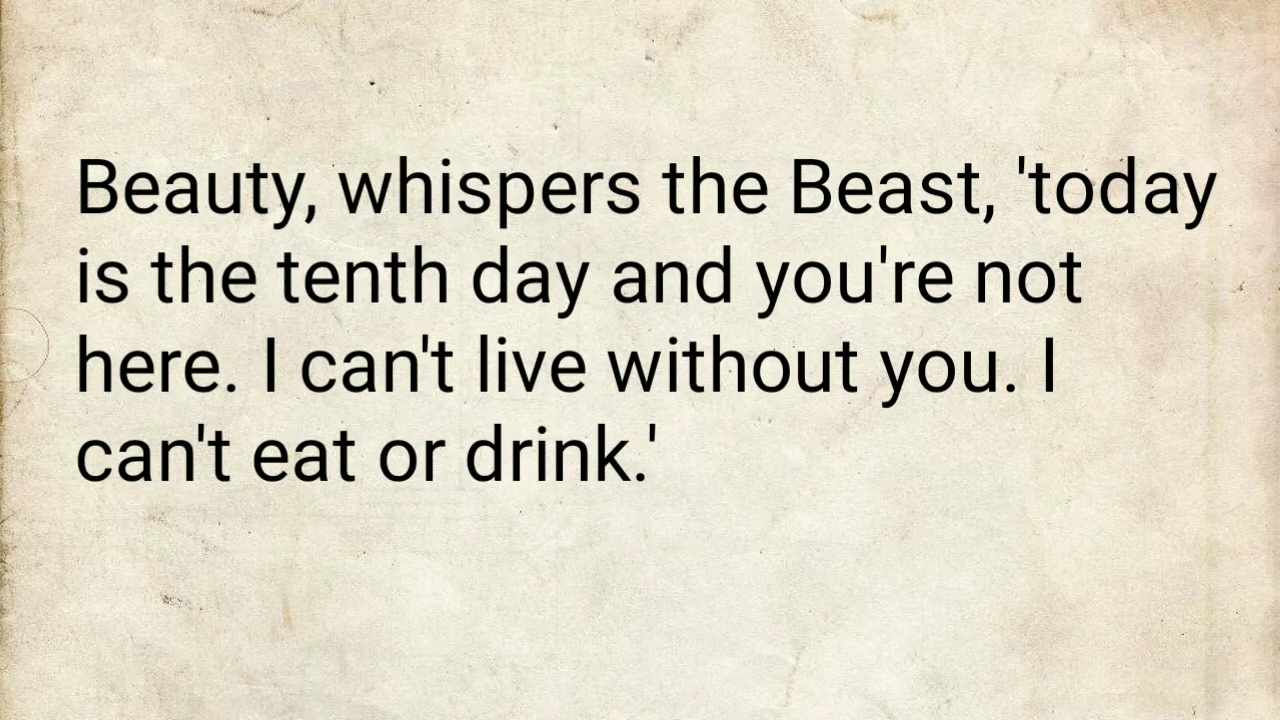 Beauty, whispers the Beast, 'today
is the tenth day and you're not
here. I can't live without you. I
can't eat or drink.'